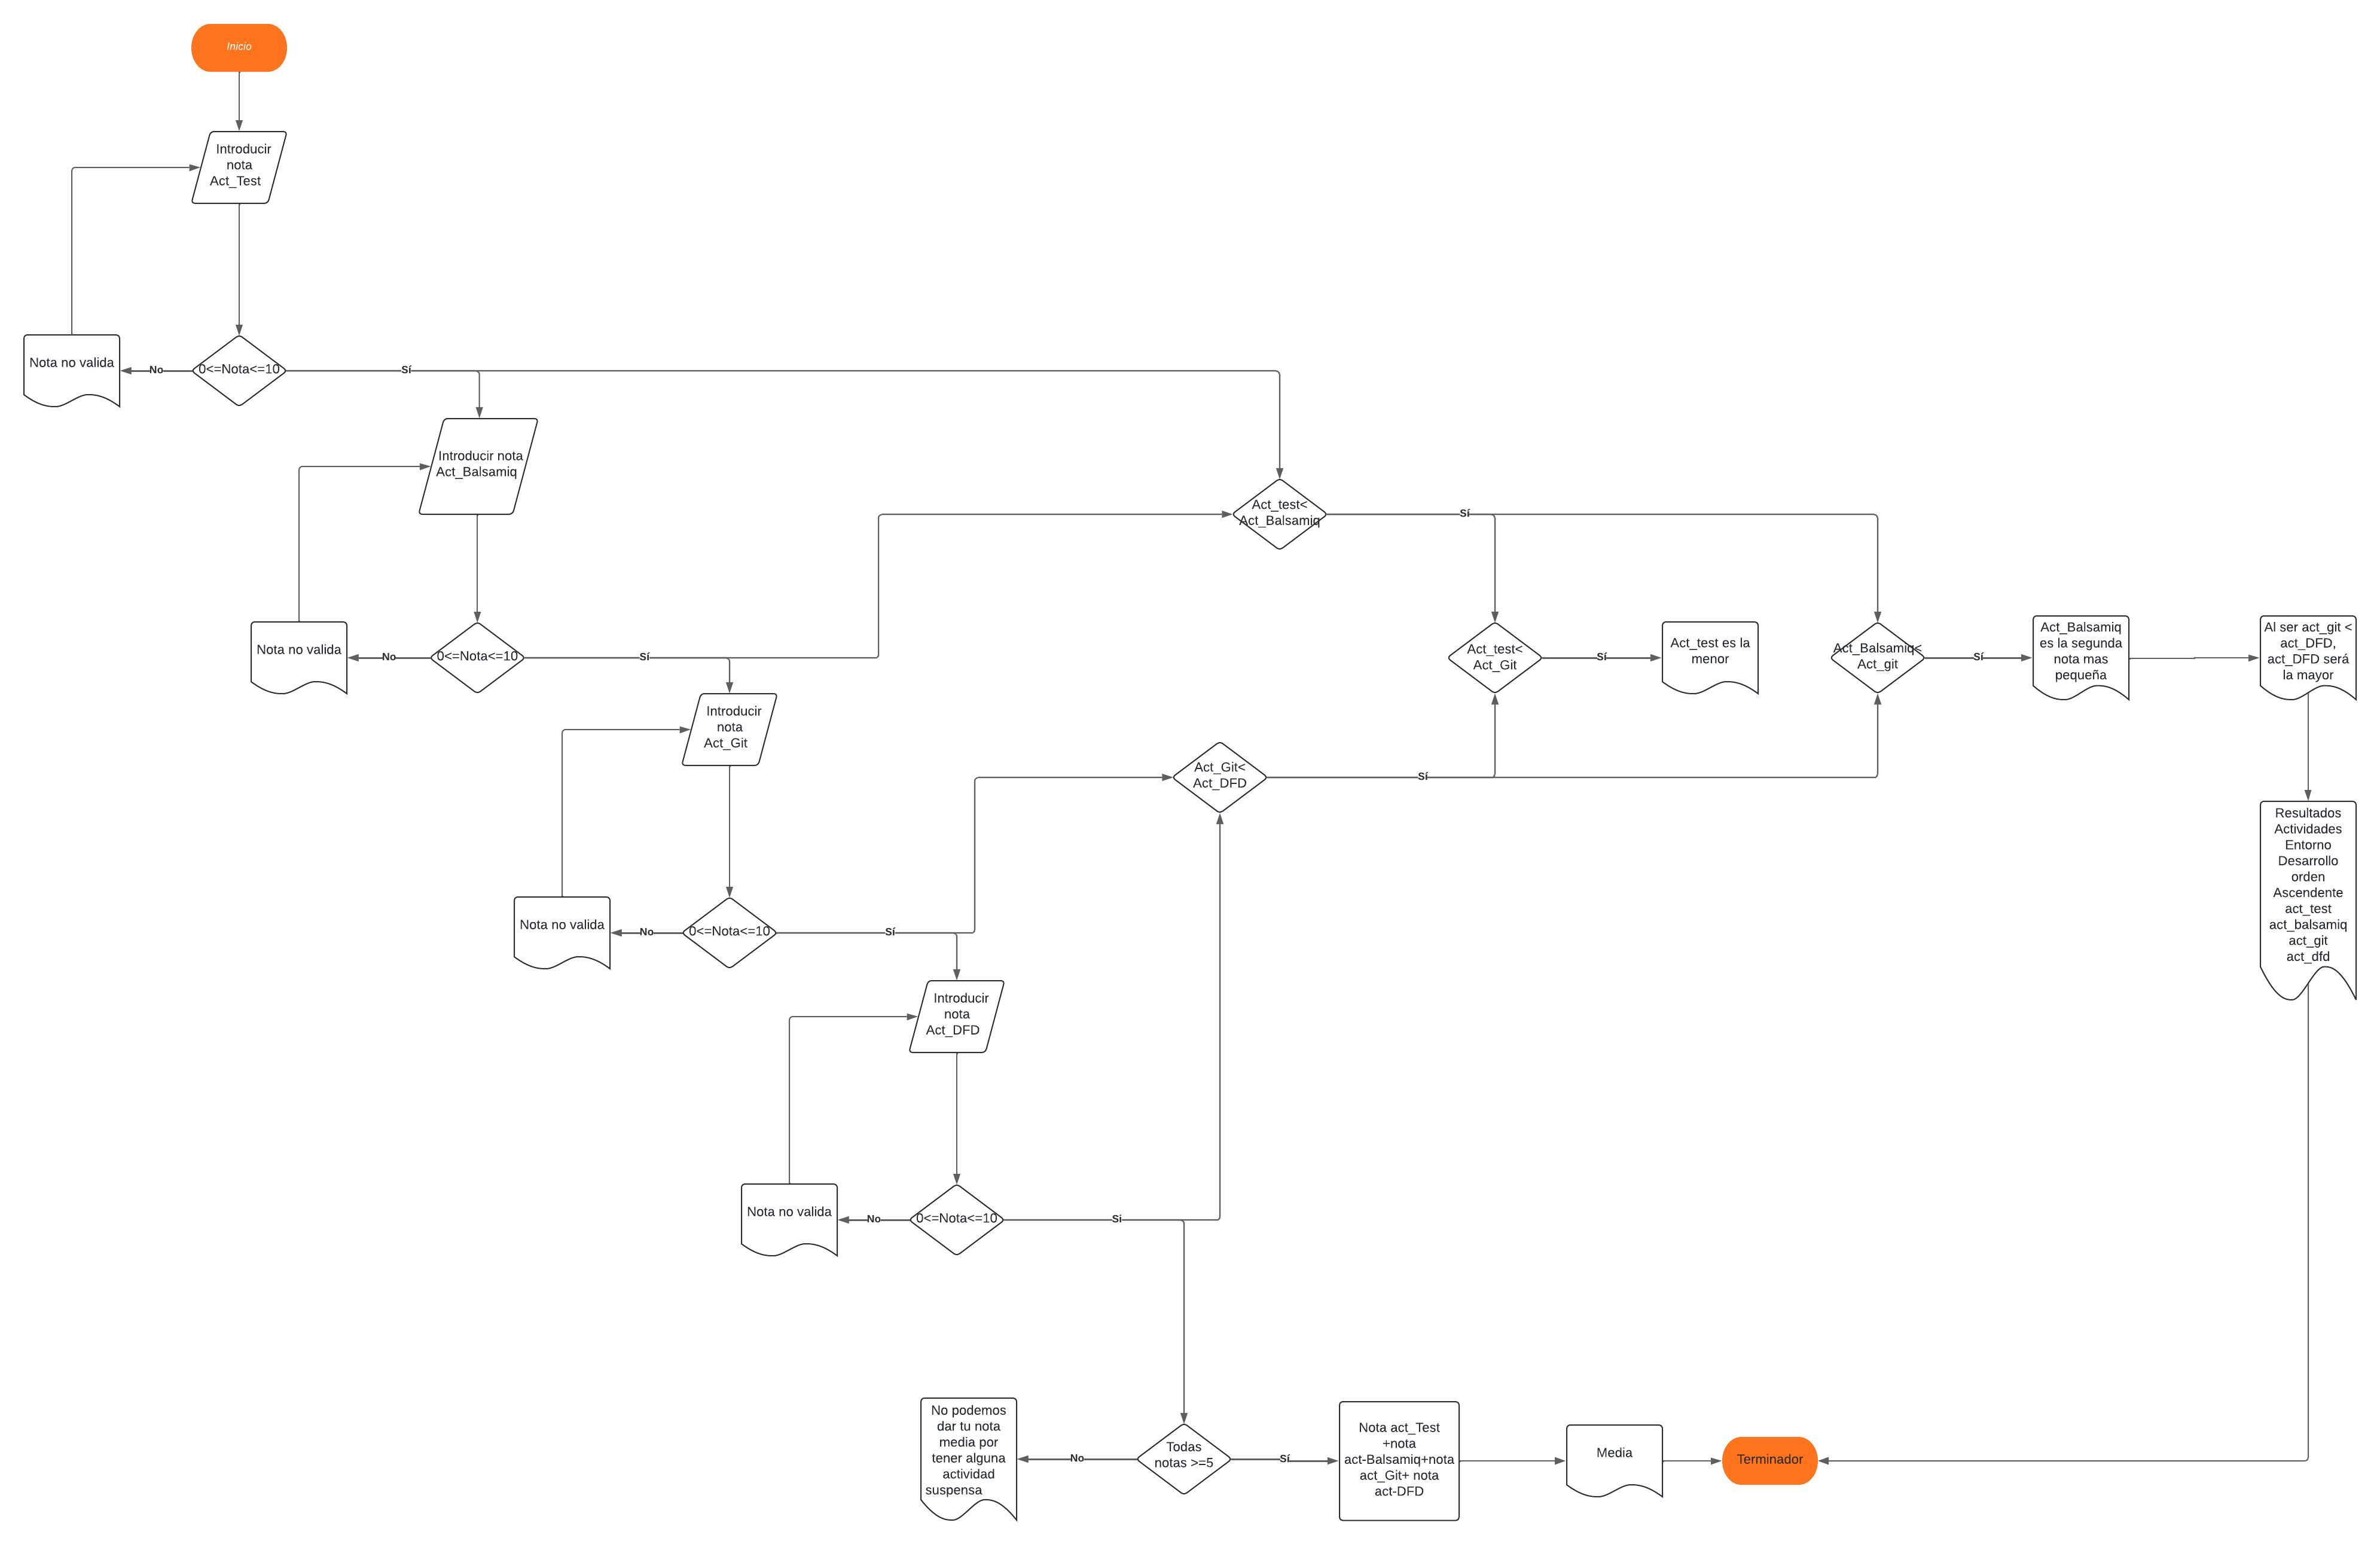 Inicio
Introducir
nota
Act_Test
Nota no valida
No
0<=Nota<=10
Sí
Introducir nota
Act_Balsamiq
Act_test<
Act_Balsamiq
Sí
Nota no valida
No
0<=Nota<=10
Sí
Act_test<
Act_Git
Sí
Act_test es la
menor
Act_Balsamiq<
Act_git
Sí
Act_Balsamiq
es la segunda
nota mas
pequeña
Al ser act_git <
act_DFD,
act_DFD será
la mayor
Introducir
nota
Act_Git
Act_Git<
Act_DFD
Sí
Resultados
Actividades
Entorno
Desarrollo
orden
Ascendente
act_test
act_balsamiq
act_git
act_dfd
Nota no valida
No
0<=Nota<=10
Sí
Introducir
nota
Act_DFD
Nota no valida
No
0<=Nota<=10
Si
No podemos
dar tu nota
media por
tener alguna
actividad
suspensa
No
Todas
notas >=5
Sí
Nota act_Test
+nota
act-Balsamiq+nota
act_Git+ nota
act-DFD
Media
Terminador